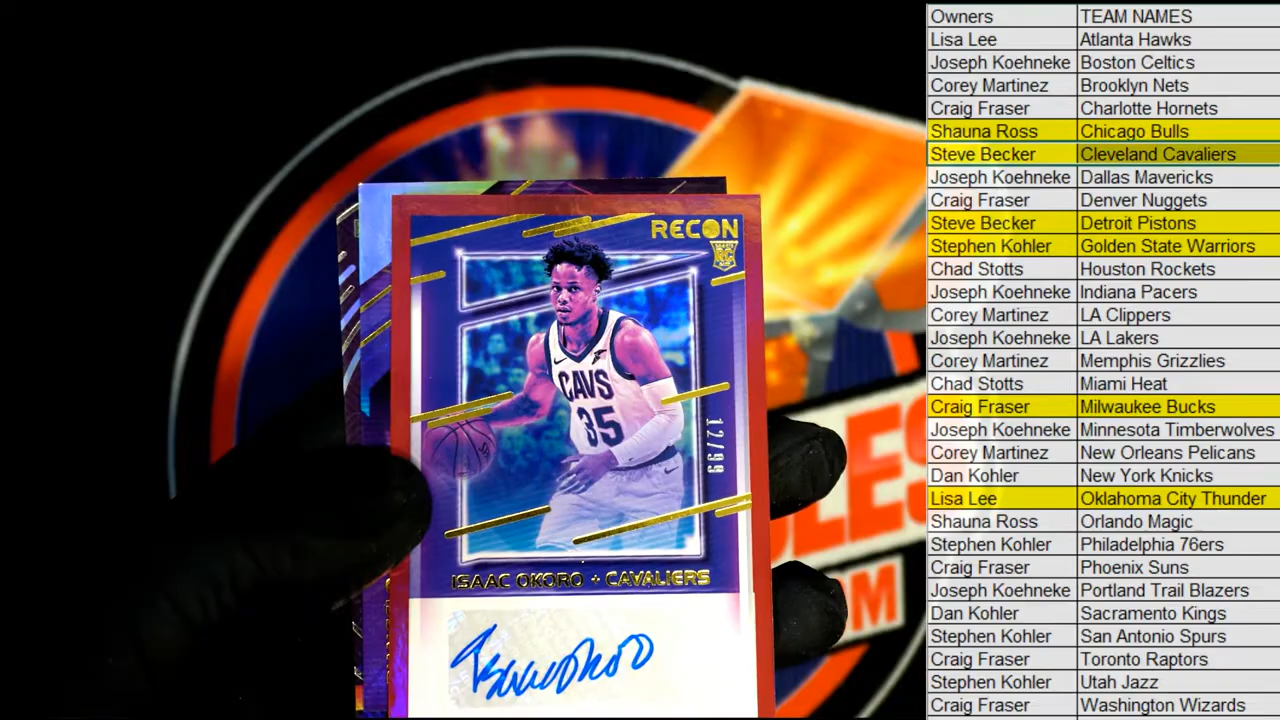 RECON
RC
CAVS
35
12/99
ISAAC OKORO + CAVALIERS
Isaac Okoro
LES
OM
Owners TEAM NAMES
Lisa Lee Atlanta Hawks
Joseph Koehneke Boston Celtics
Corey Martinez Brooklyn Nets
Craig Fraser Charlotte Hornets
Shauna Ross Chicago Bulls
Steve Becker Cleveland Cavaliers
Joseph Koehneke Dallas Mavericks
Craig Fraser Denver Nuggets
Steve Becker Detroit Pistons
Stephen Kohler Golden State Warriors
Chad Stotts Houston Rockets
Joseph Koehneke Indiana Pacers
Corey Martinez LA Clippers
Joseph Koehneke LA Lakers
Corey Martinez Memphis Grizzlies
Chad Stotts Miami Heat
Craig Fraser Milwaukee Bucks
Joseph Koehneke Minnesota Timberwolves
Corey Martinez New Orleans Pelicans
Dan Kohler New York Knicks
Lisa Lee Oklahoma City Thunder
Shauna Ross Orlando Magic
Stephen Kohler Philadelphia 76ers
Craig Fraser Phoenix Suns
Joseph Koehneke Portland Trail Blazers
Dan Kohler Sacramento Kings
Stephen Kohler San Antonio Spurs
Craig Fraser Toronto Raptors
Stephen Kohler Utah Jazz
Craig Fraser Washington Wizards